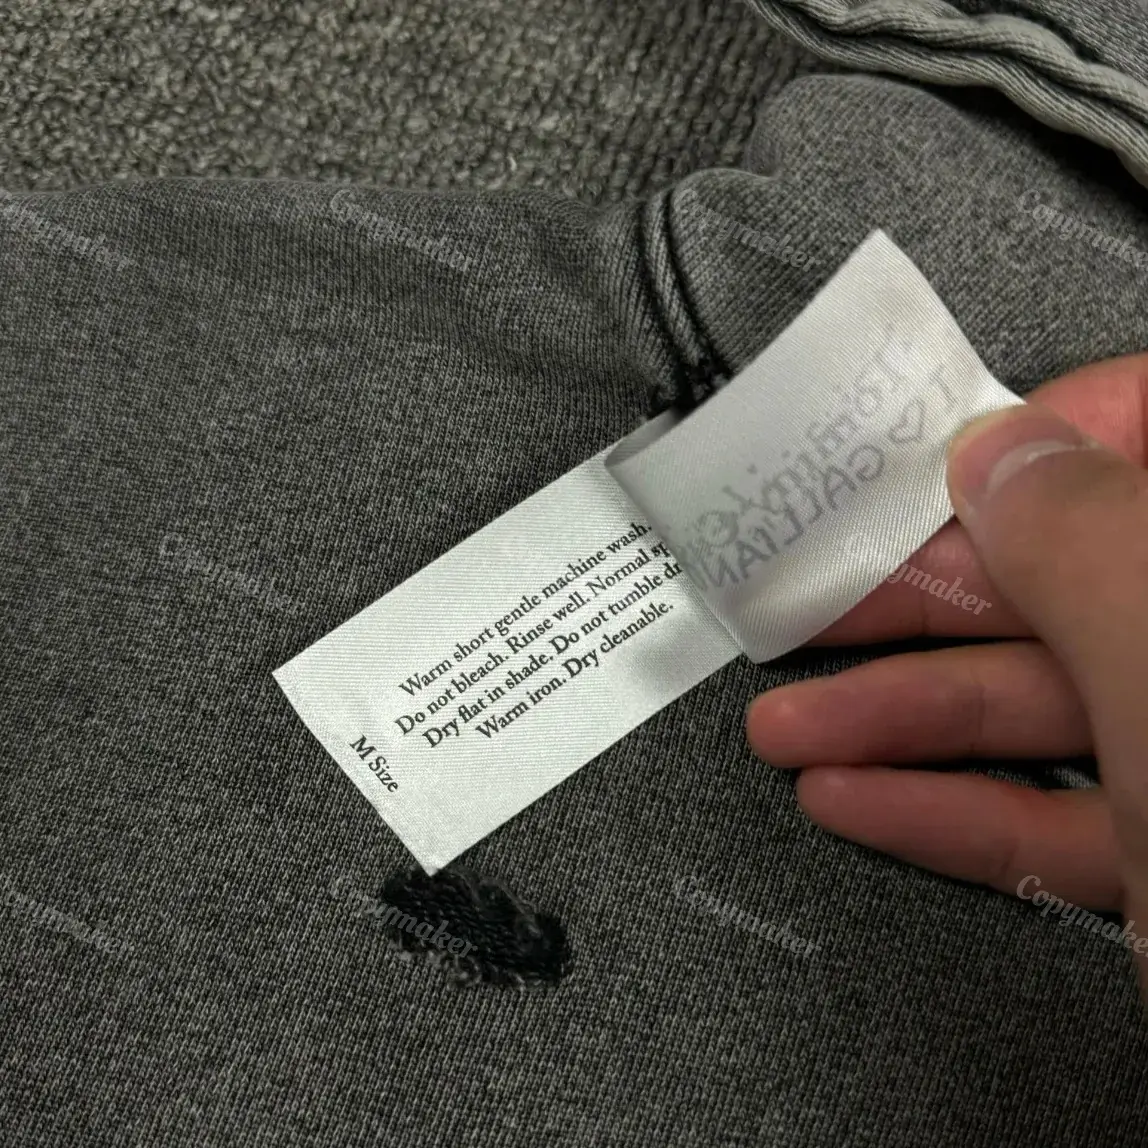 Warm short gentle machine wash.
Do not bleach. Rinse well. Normal sp
Dry flat in shade. Do not tumble dr
Warm iron. Dry cleanable.
M Size
I ♡
GALLIANO
Copymaker